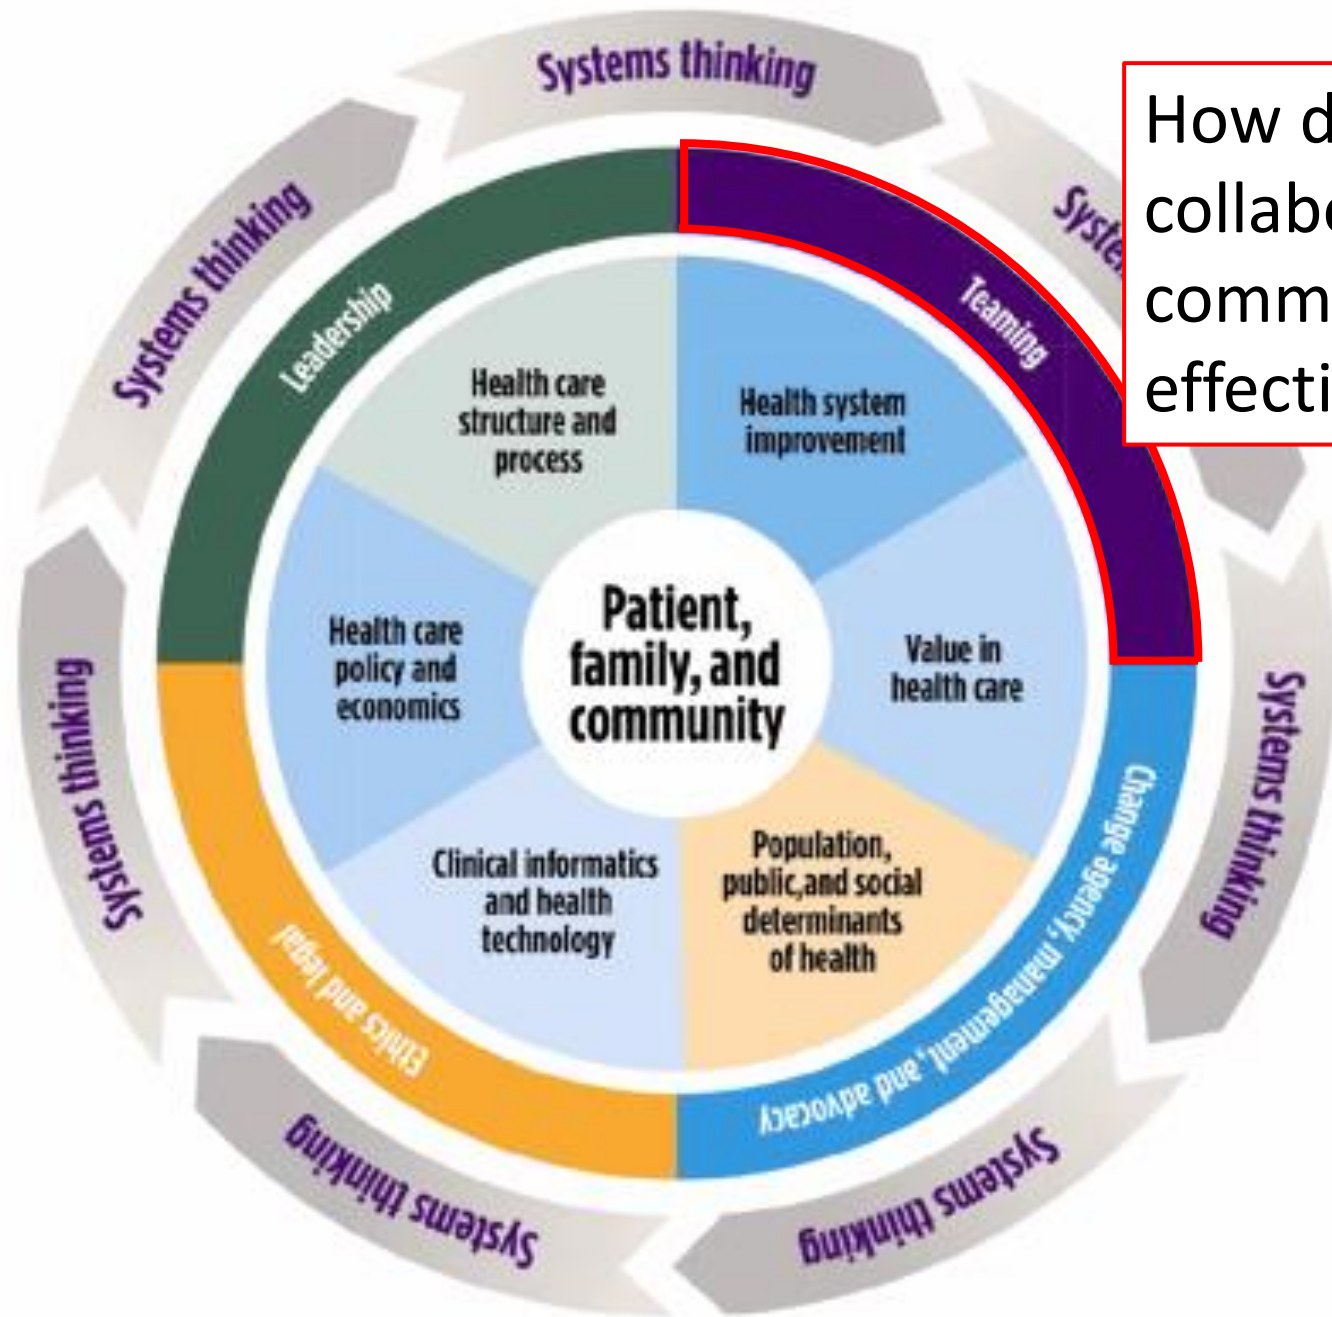 Systems thinking
How d
collabo
comm
effecti
Systems thinking
Syste
Leadership
Teaming
Health care
structure and
process
Health system
improvement
Patient,
family, and
community
Health care
policy and
economics
Value in
health care
Systems thinking
Systems thinking
Clinical informatics
and health
technology
Population,
public,and social
determinants
of health
Ethics and legal
Change agency, management, and advocacy
Systems thinking
Systems thinking